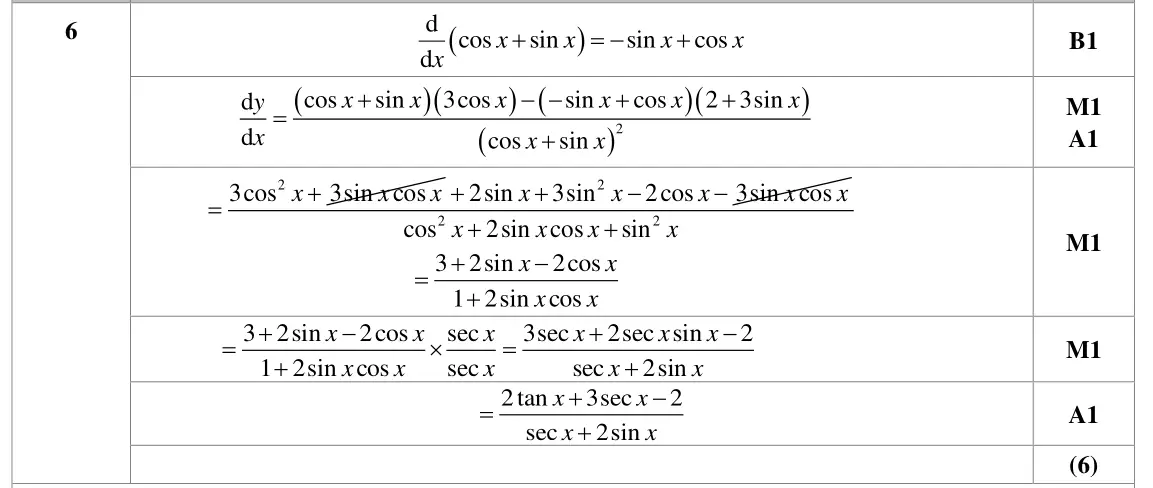 6
d/dx (cos x + sin x) = −sin x + cos x
B1
dy/dx = ((cos x + sin x)(3cos x) − (−sin x + cos x)(2 + 3sin x)) / (cos x + sin x)²
M1
A1
= (3cos² x + 3sin x cos x + 2sin x + 3sin² x − 2cos x − 3sin x cos x) / (cos² x + 2sin x cos x + sin² x)
= (3 + 2sin x − 2cos x) / (1 + 2sin x cos x)
M1
= (3 + 2sin x − 2cos x) / (1 + 2sin x cos x) × sec x / sec x = (3sec x + 2sec x sin x − 2) / (sec x + 2sin x)
M1
= (2 tan x + 3sec x − 2) / (sec x + 2sin x)
A1
(6)